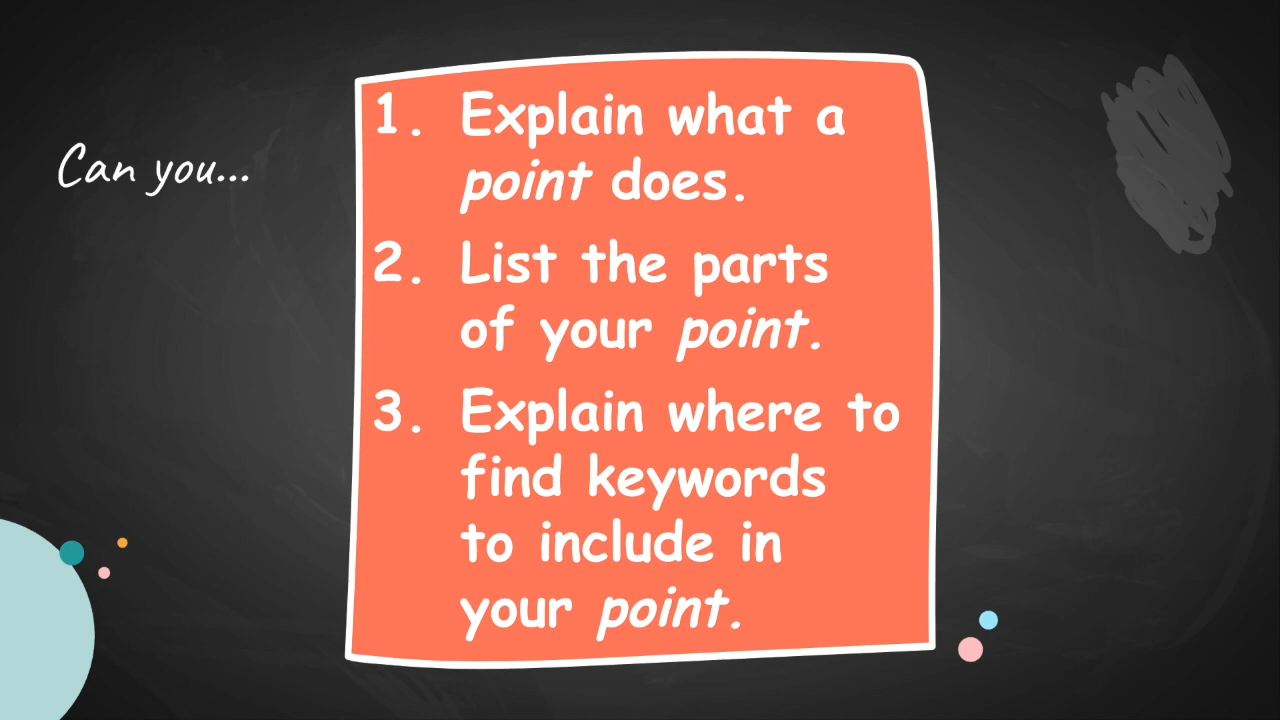 Can you...
1. Explain what a
point does.
2. List the parts
of your point.
3. Explain where to
find keywords
to include in
your point.